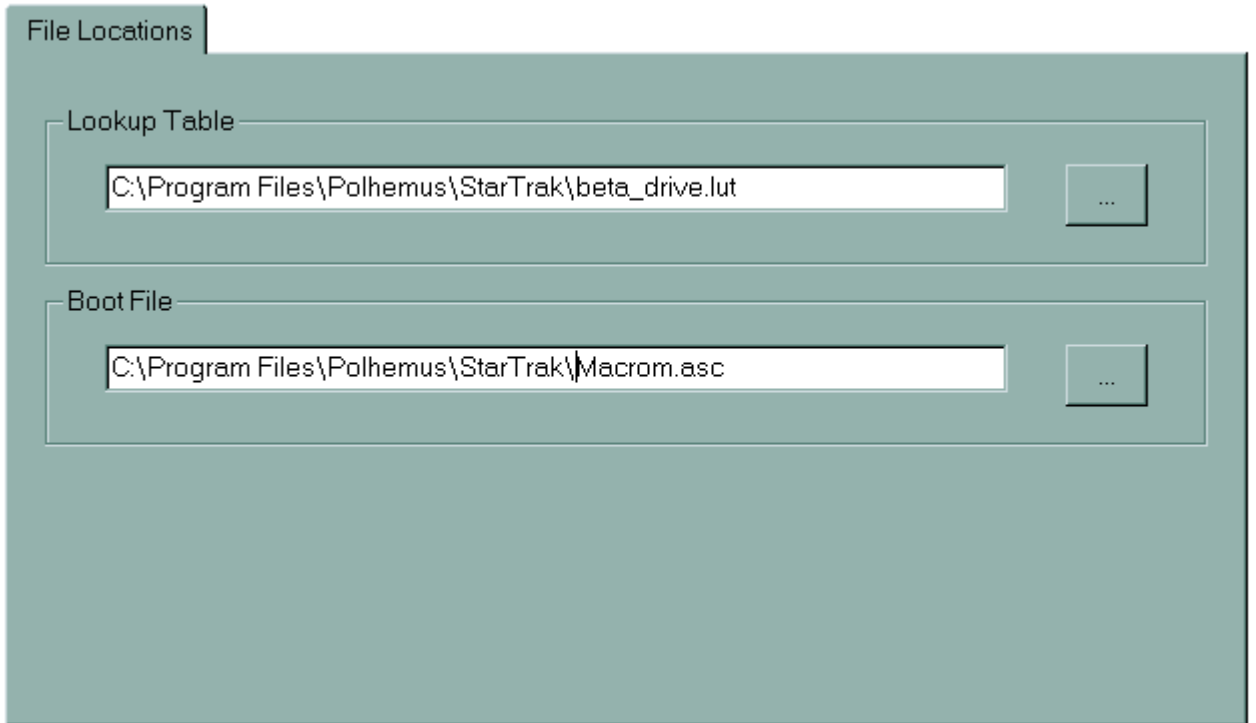 File Locations
Lookup Table
C:\Program Files\Polhemus\StarTrak\beta_drive.lut
...
Boot File
C:\Program Files\Polhemus\StarTrak\Macrom.asc
...